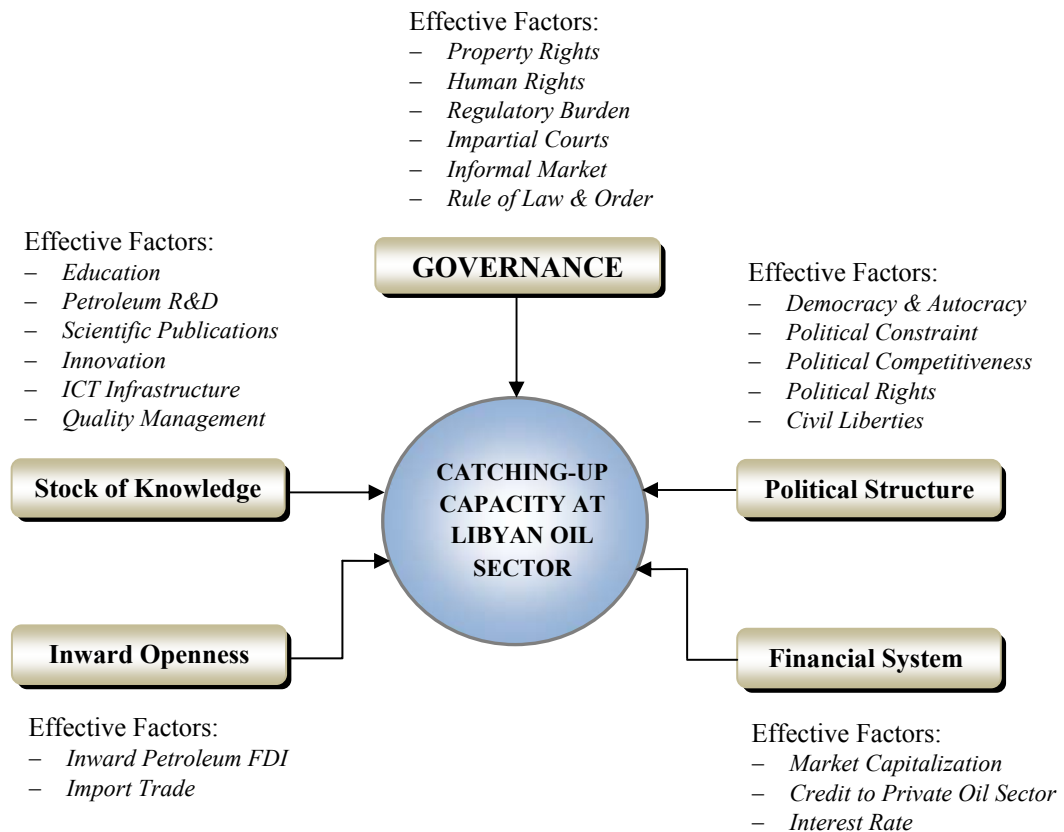 Effective Factors:
– Property Rights
– Human Rights
– Regulatory Burden
– Impartial Courts
– Informal Market
– Rule of Law & Order
GOVERNANCE
Effective Factors:
– Education
– Petroleum R&D
– Scientific Publications
– Innovation
– ICT Infrastructure
– Quality Management
Stock of Knowledge
Effective Factors:
– Democracy & Autocracy
– Political Constraint
– Political Competitiveness
– Political Rights
– Civil Liberties
Political Structure
CATCHING-UP
CAPACITY AT
LIBYAN OIL
SECTOR
Inward Openness
Effective Factors:
– Inward Petroleum FDI
– Import Trade
Financial System
Effective Factors:
– Market Capitalization
– Credit to Private Oil Sector
– Interest Rate